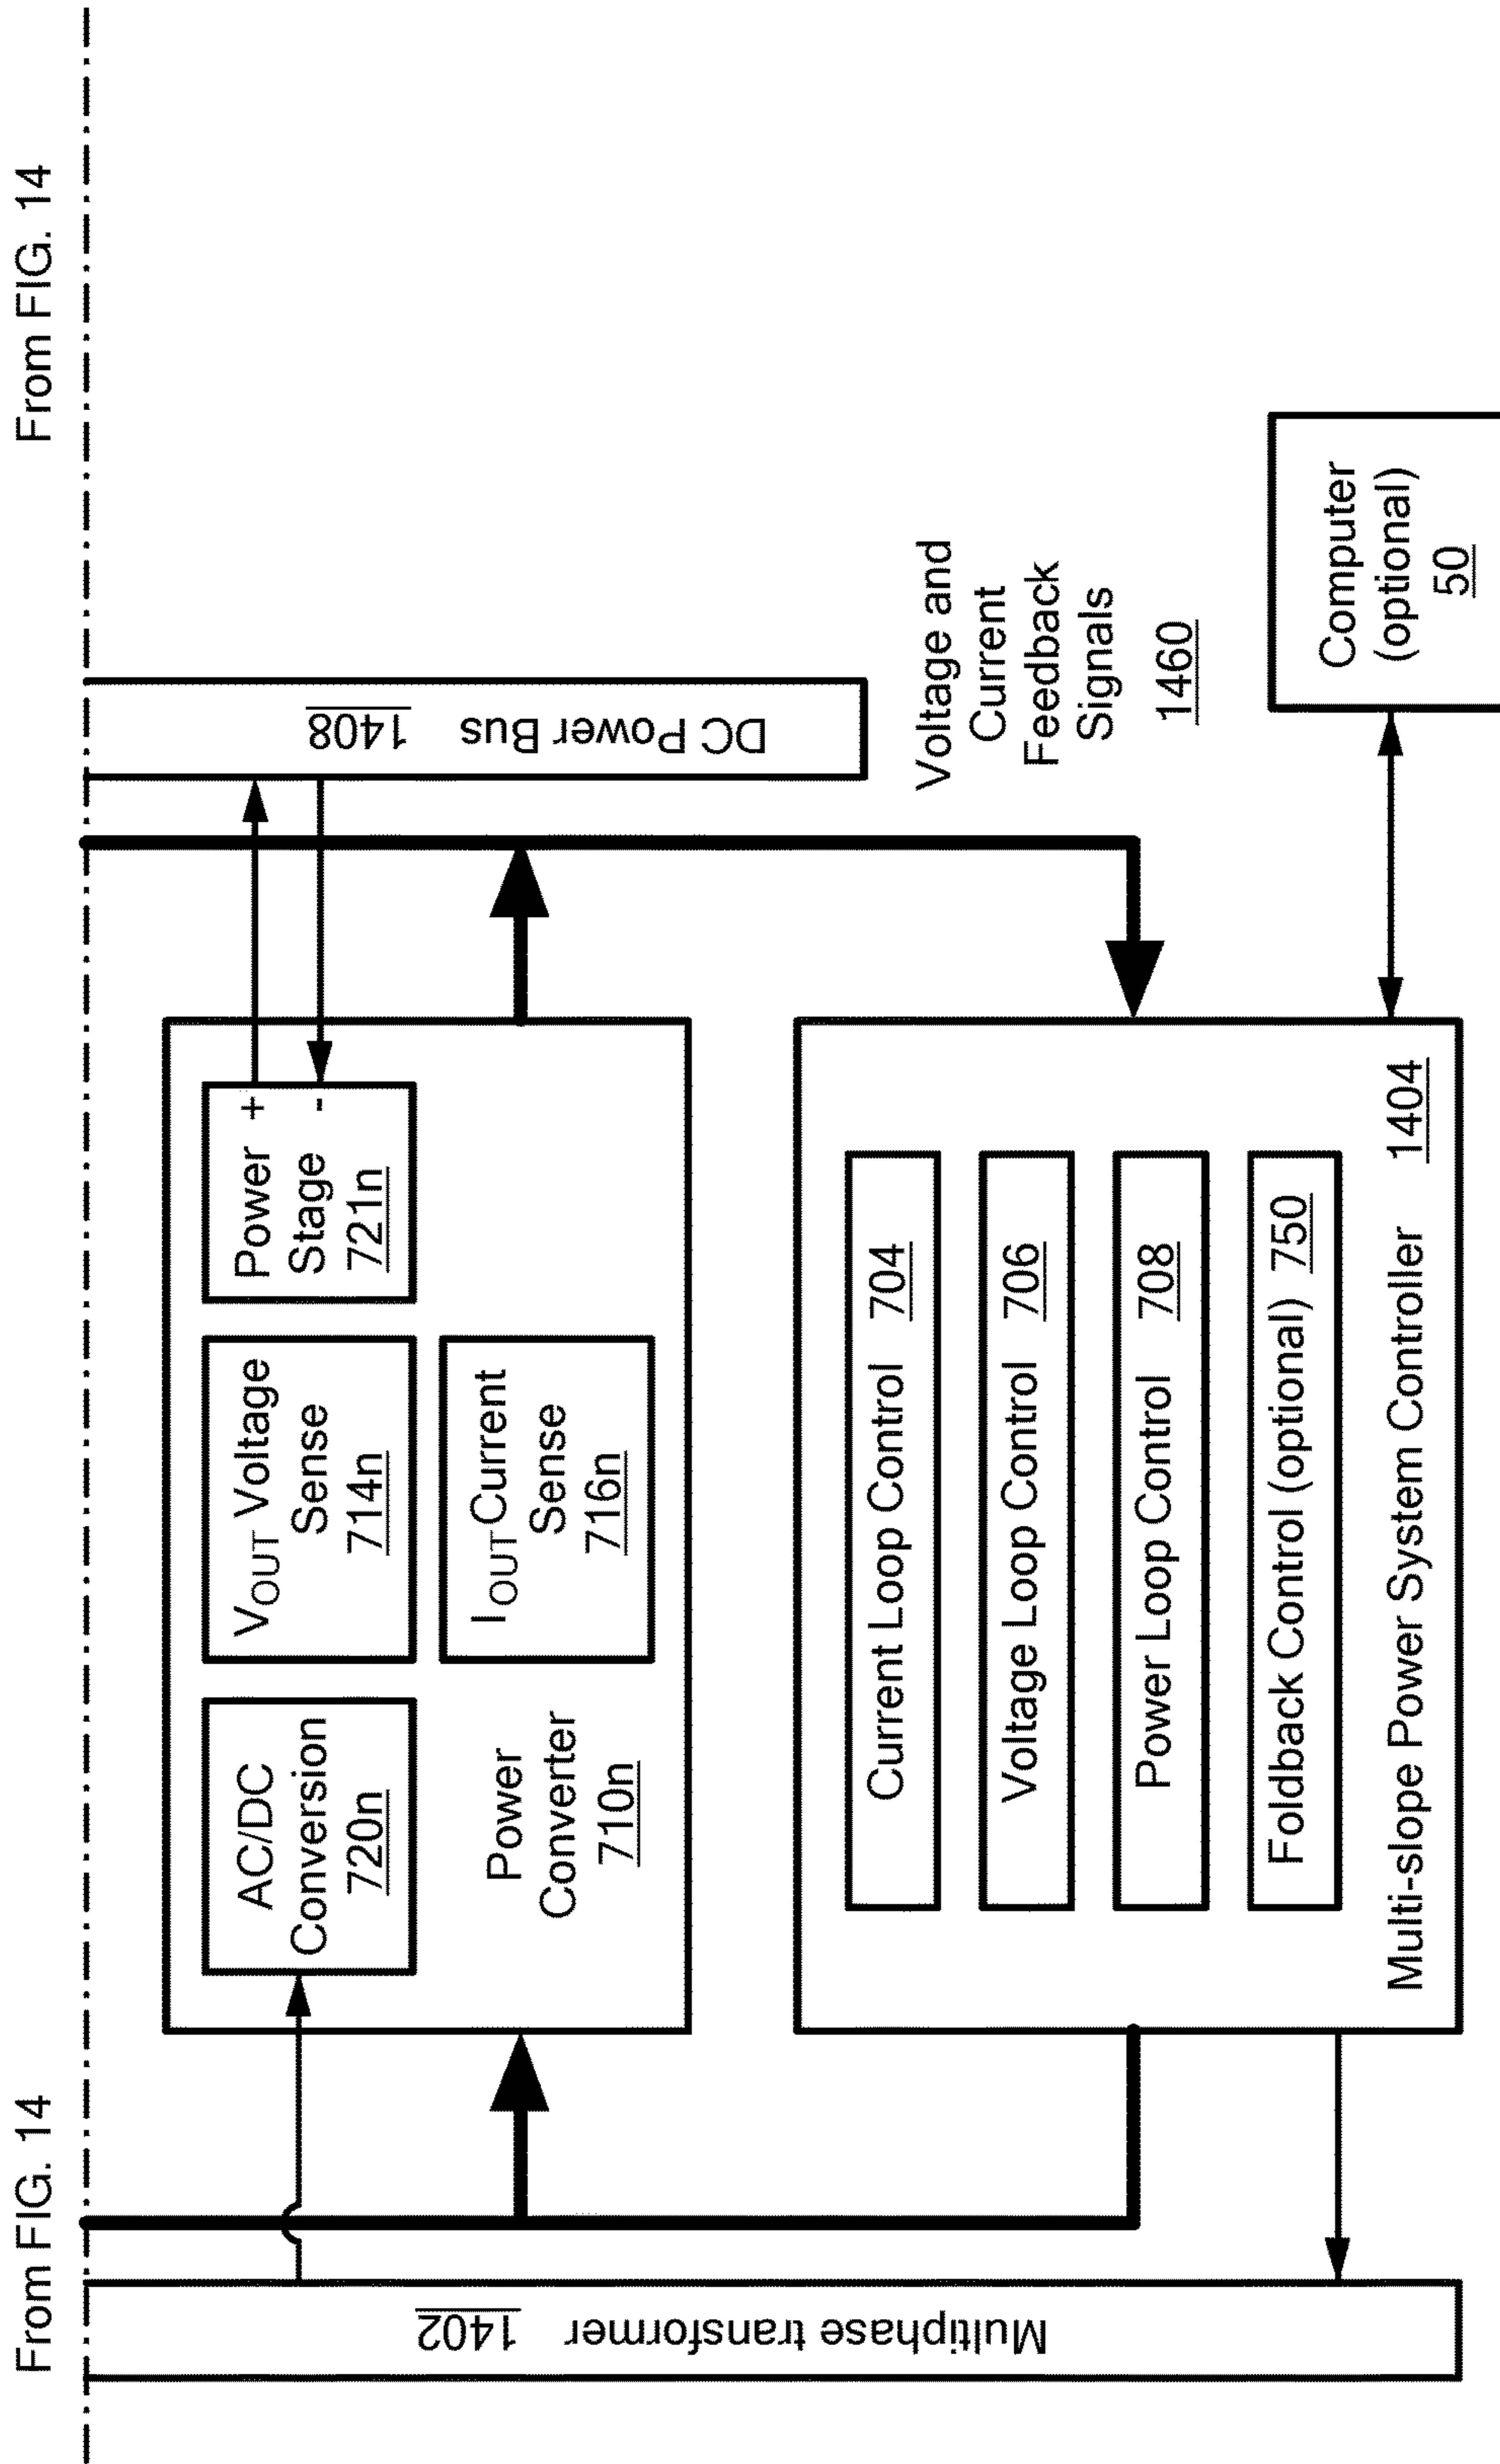 From FIG. 14
From FIG. 14
Multiphase transformer 1402
AC/DC
Conversion
720n
VOUT Voltage
Sense
714n
Power +
Stage -
721n
IOUT Current
Sense
716n
Power
Converter
710n
DC Power Bus 1408
Voltage and
Current
Feedback
Signals
1460
Current Loop Control 704
Voltage Loop Control 706
Power Loop Control 708
Foldback Control (optional) 750
Multi-slope Power System Controller 1404
Computer
(optional)
50